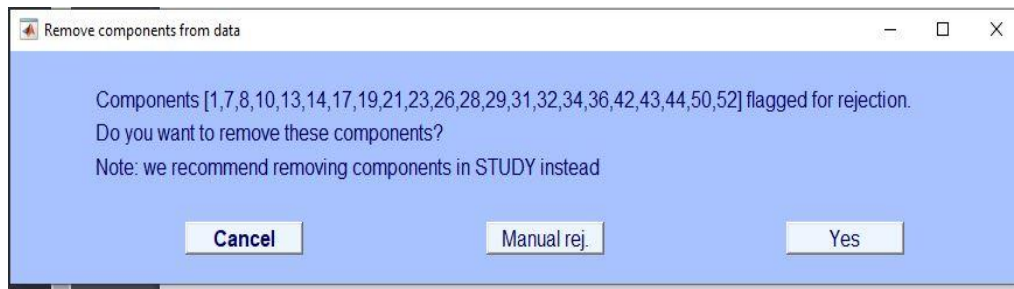 Remove components from data
Components [1,7,8,10,13,14,17,19,21,23,26,28,29,31,32,34,36,42,43,44,50,52] flagged for rejection.
Do you want to remove these components?
Note: we recommend removing components in STUDY instead
Cancel Manual rej. Yes